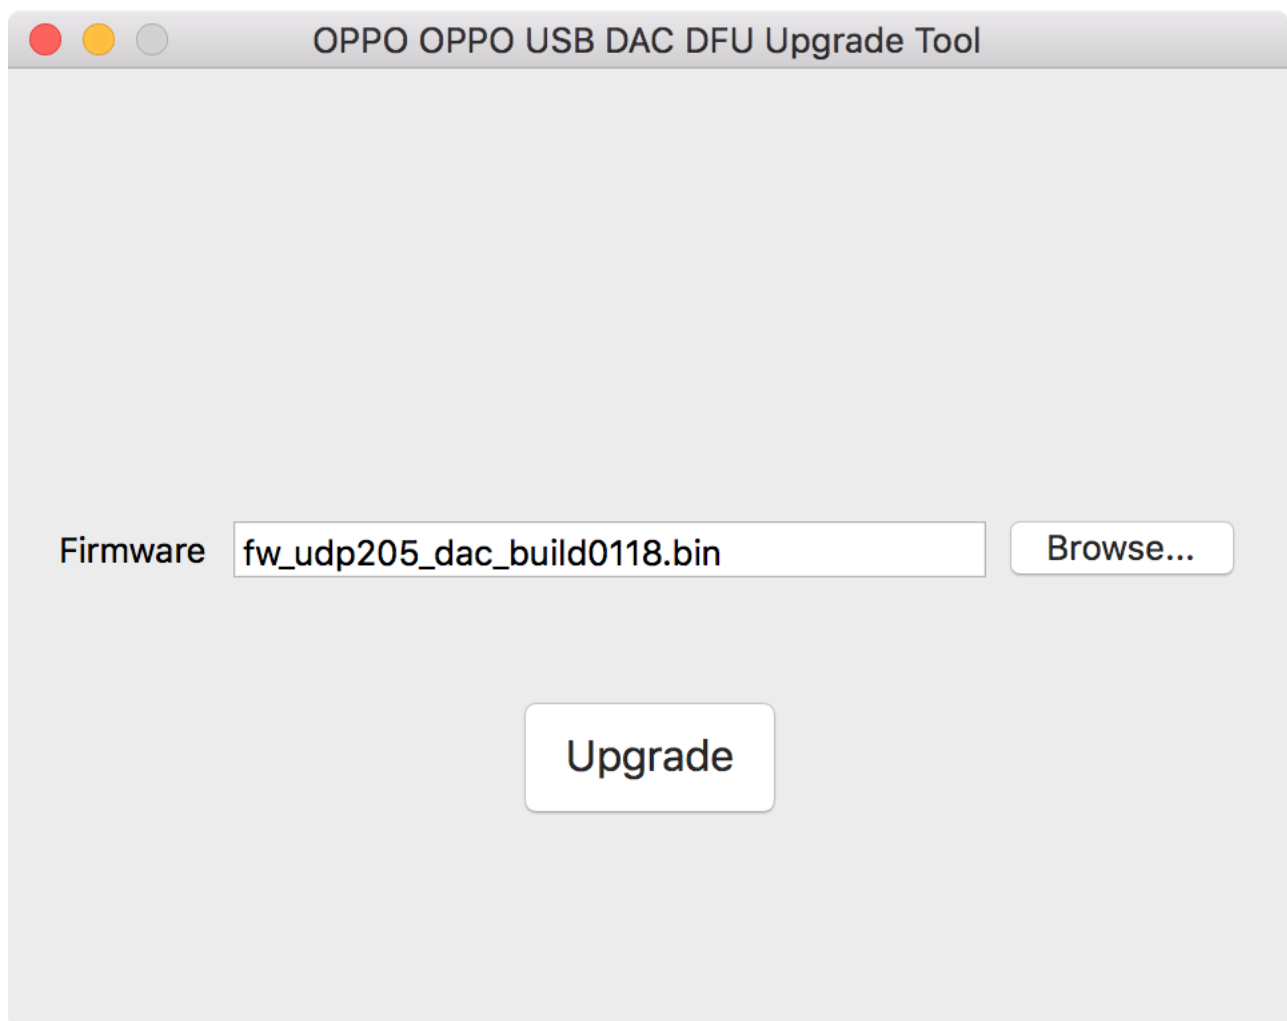 OPPO OPPO USB DAC DFU Upgrade Tool
Firmware fw_udp205_dac_build0118.bin Browse...
Upgrade